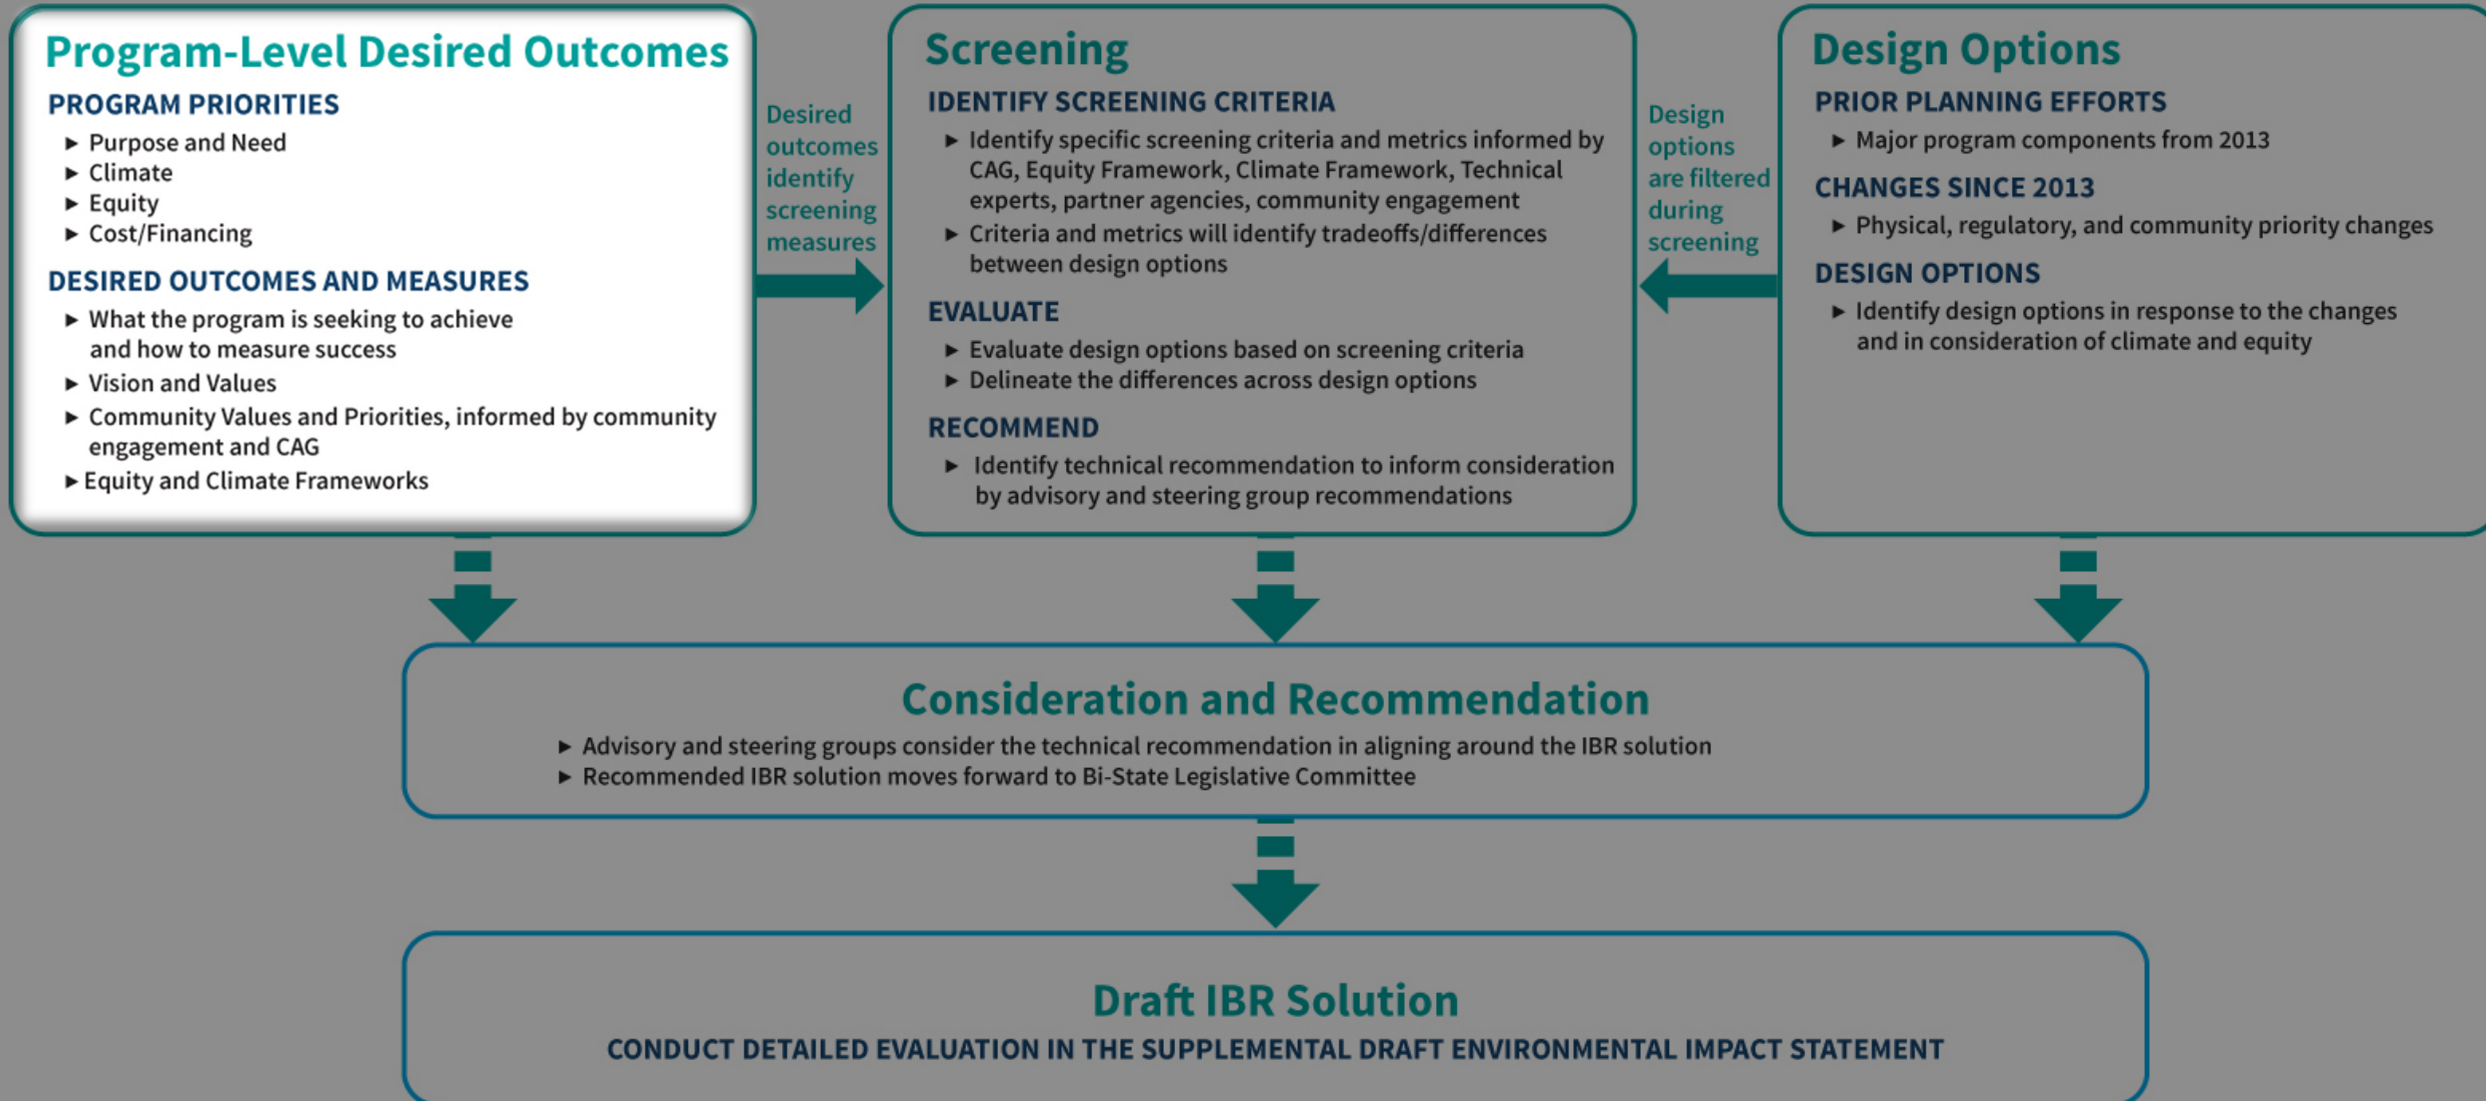 Program-Level Desired Outcomes
PROGRAM PRIORITIES
► Purpose and Need
► Climate
► Equity
► Cost/Financing
DESIRED OUTCOMES AND MEASURES
► What the program is seeking to achieve
and how to measure success
► Vision and Values
► Community Values and Priorities, informed by community
engagement and CAG
► Equity and Climate Frameworks
Desired
outcomes
identify
screening
measures
Screening
IDENTIFY SCREENING CRITERIA
► Identify specific screening criteria and metrics informed by
CAG, Equity Framework, Climate Framework, Technical
experts, partner agencies, community engagement
► Criteria and metrics will identify tradeoffs/differences
between design options
EVALUATE
► Evaluate design options based on screening criteria
► Delineate the differences across design options
RECOMMEND
► Identify technical recommendation to inform consideration
by advisory and steering group recommendations
Design
options
are filtered
during
screening
Design Options
PRIOR PLANNING EFFORTS
► Major program components from 2013
CHANGES SINCE 2013
► Physical, regulatory, and community priority changes
DESIGN OPTIONS
► Identify design options in response to the changes
and in consideration of climate and equity
Consideration and Recommendation
► Advisory and steering groups consider the technical recommendation in aligning around the IBR solution
► Recommended IBR solution moves forward to Bi-State Legislative Committee
Draft IBR Solution
CONDUCT DETAILED EVALUATION IN THE SUPPLEMENTAL DRAFT ENVIRONMENTAL IMPACT STATEMENT